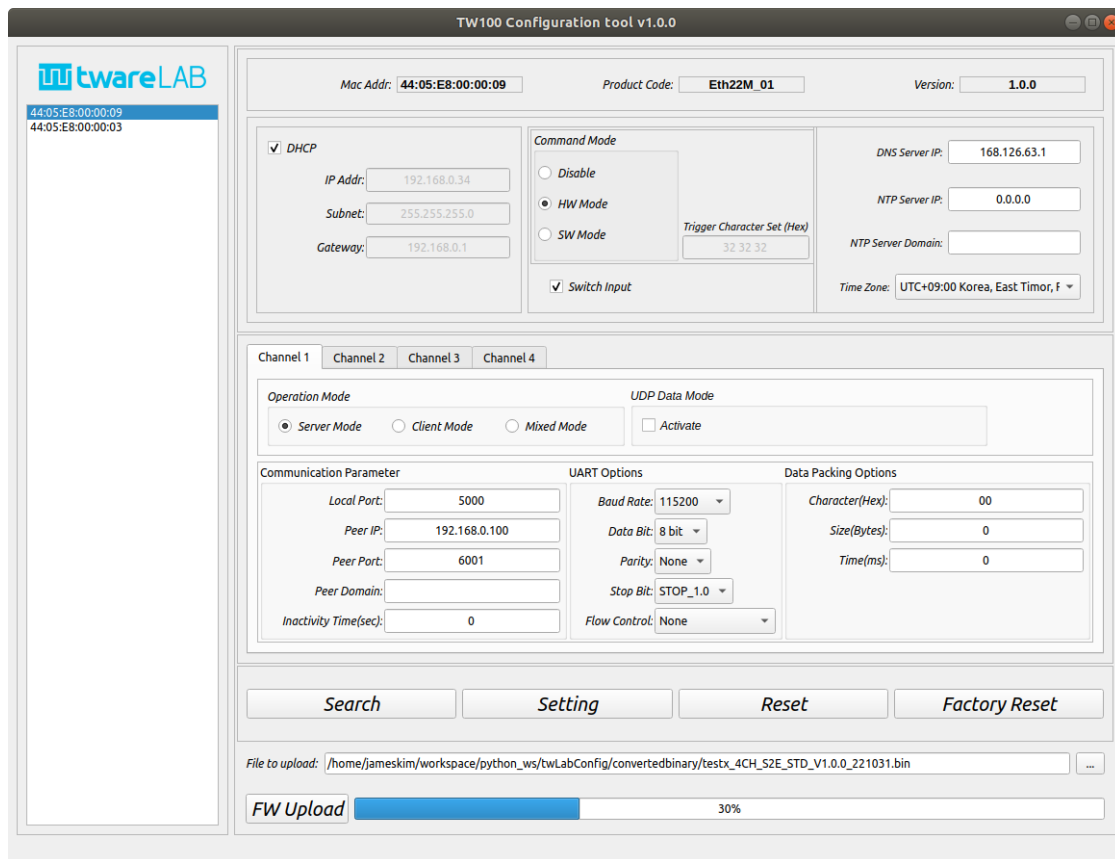 TW100 Configuration tool v1.0.0
twareLAB
44:05:E8:00:00:09
44:05:E8:00:00:03
Mac Addr: 44:05:E8:00:00:09 Product Code: Eth22M_01 Version: 1.0.0
DHCP
IP Addr: 192.168.0.34
Subnet: 255.255.255.0
Gateway: 192.168.0.1
Command Mode
Disable
HW Mode
SW Mode
Trigger Character Set (Hex)
32 32 32
Switch Input
DNS Server IP: 168.126.63.1
NTP Server IP: 0.0.0.0
NTP Server Domain:
Time Zone: UTC+09:00 Korea, East Timor, F
Channel 1 Channel 2 Channel 3 Channel 4
Operation Mode
Server Mode Client Mode Mixed Mode
UDP Data Mode
Activate
Communication Parameter
Local Port: 5000
Peer IP: 192.168.0.100
Peer Port: 6001
Peer Domain:
Inactivity Time(sec): 0
UART Options
Baud Rate: 115200
Data Bit: 8 bit
Parity: None
Stop Bit: STOP_1.0
Flow Control: None
Data Packing Options
Character(Hex): 00
Size(Bytes): 0
Time(ms): 0
Search Setting Reset Factory Reset
File to upload: /home/jameskim/workspace/python_ws/twLabConfig/convertedbinary/testx_4CH_S2E_STD_V1.0.0_221031.bin ...
FW Upload 30%